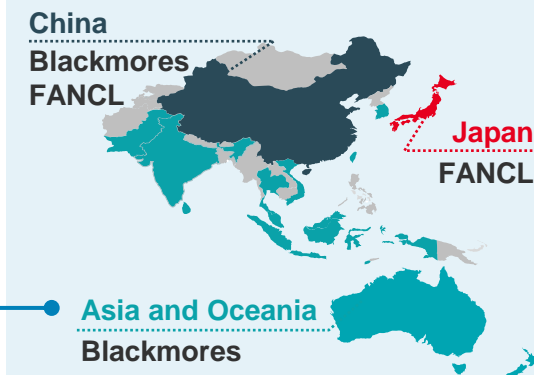 China
Blackmores
FANCL
Japan
FANCL
Asia and Oceania
Blackmores